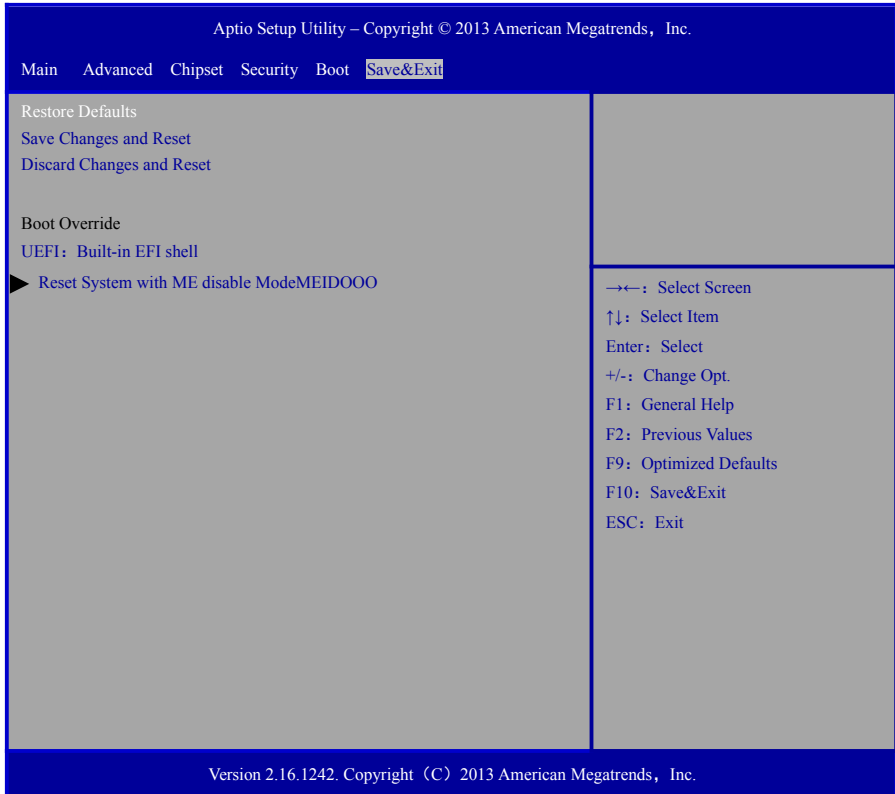 Aptio Setup Utility – Copyright © 2013 American Megatrends，Inc.
Main Advanced Chipset Security Boot Save&Exit
Restore Defaults
Save Changes and Reset
Discard Changes and Reset
Boot Override
UEFI：Built-in EFI shell
▶ Reset System with ME disable ModeMEIDOOO
→←：Select Screen
↑↓：Select Item
Enter：Select
+/-：Change Opt.
F1：General Help
F2：Previous Values
F9：Optimized Defaults
F10：Save&Exit
ESC：Exit
Version 2.16.1242. Copyright（C）2013 American Megatrends，Inc.